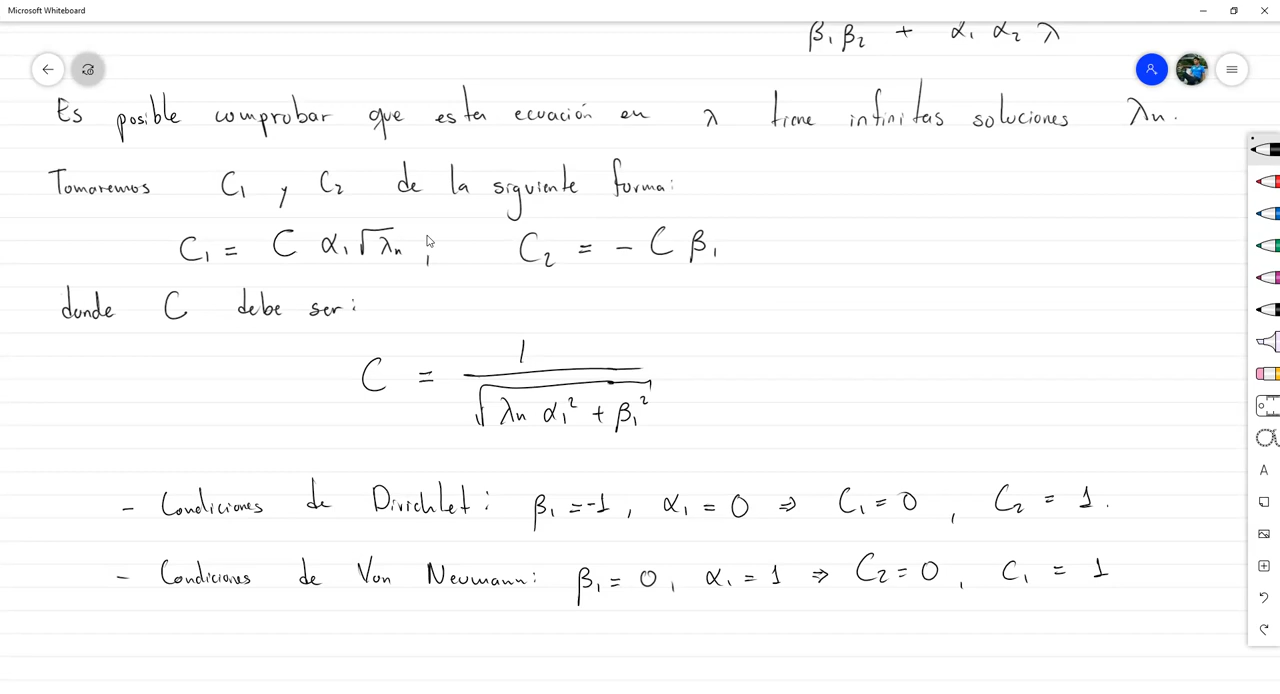 Microsoft Whiteboard
β₁ β₂ + α₁ α₂ λ
Es posible comprobar que esta ecuación en λ tiene infinitas soluciones λn.
Tomaremos C₁ y C₂ de la siguiente forma:
C₁ = C α₁ √λn , C₂ = - C β₁
donde C debe ser:
C = 1 / √(λn α₁² + β₁²)
- Condiciones de Dirichlet: β₁ = -1, α₁ = 0 ⇒ C₁ = 0, C₂ = 1.
- Condiciones de Von Neumann: β₁ = 0, α₁ = 1 ⇒ C₂ = 0, C₁ = 1